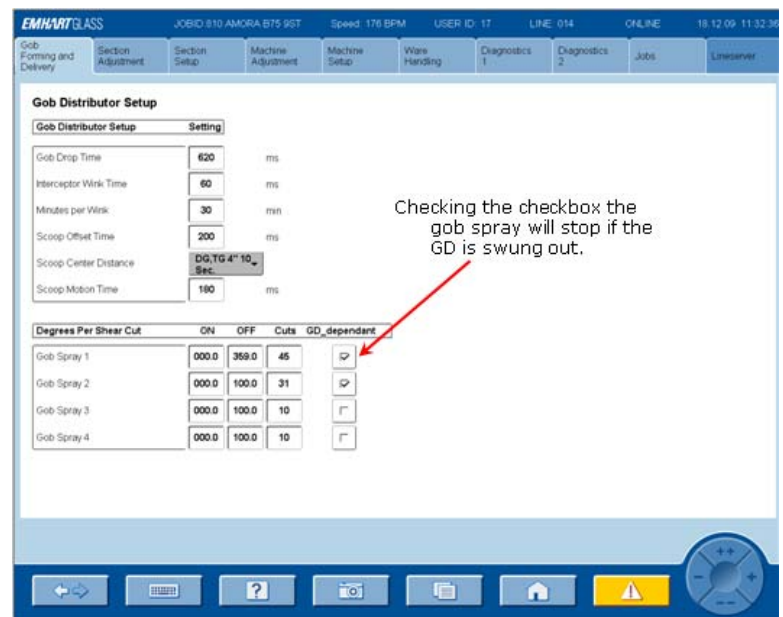 EMHART GLASS JOBID 810 AMORA B75 9ST Speed: 176 BPM USER ID: 17 LINE: 014 ONLINE 18.12.09 11:32:36
Gob Forming and Delivery
Section Adjustment
Section Setup
Machine Adjustment
Machine Setup
Ware Handling
Diagnostics 1
Diagnostics 2
Jobs
Lineserver
Gob Distributor Setup
Gob Distributor Setup Setting
Gob Drop Time 620 ms
Interceptor Wink Time 60 ms
Minutes per Wink 30 min
Scoop Offset Time 200 ms
Scoop Center Distance DG,TG 4" 10 Sec.
Scoop Motion Time 180 ms
Checking the checkbox the
gob spray will stop if the
GD is swung out.
Degrees Per Shear Cut ON OFF Cuts GD_dependant
Gob Spray 1 000.0 359.0 45
Gob Spray 2 000.0 100.0 31
Gob Spray 3 000.0 100.0 10
Gob Spray 4 000.0 100.0 10
?
++
- +
--